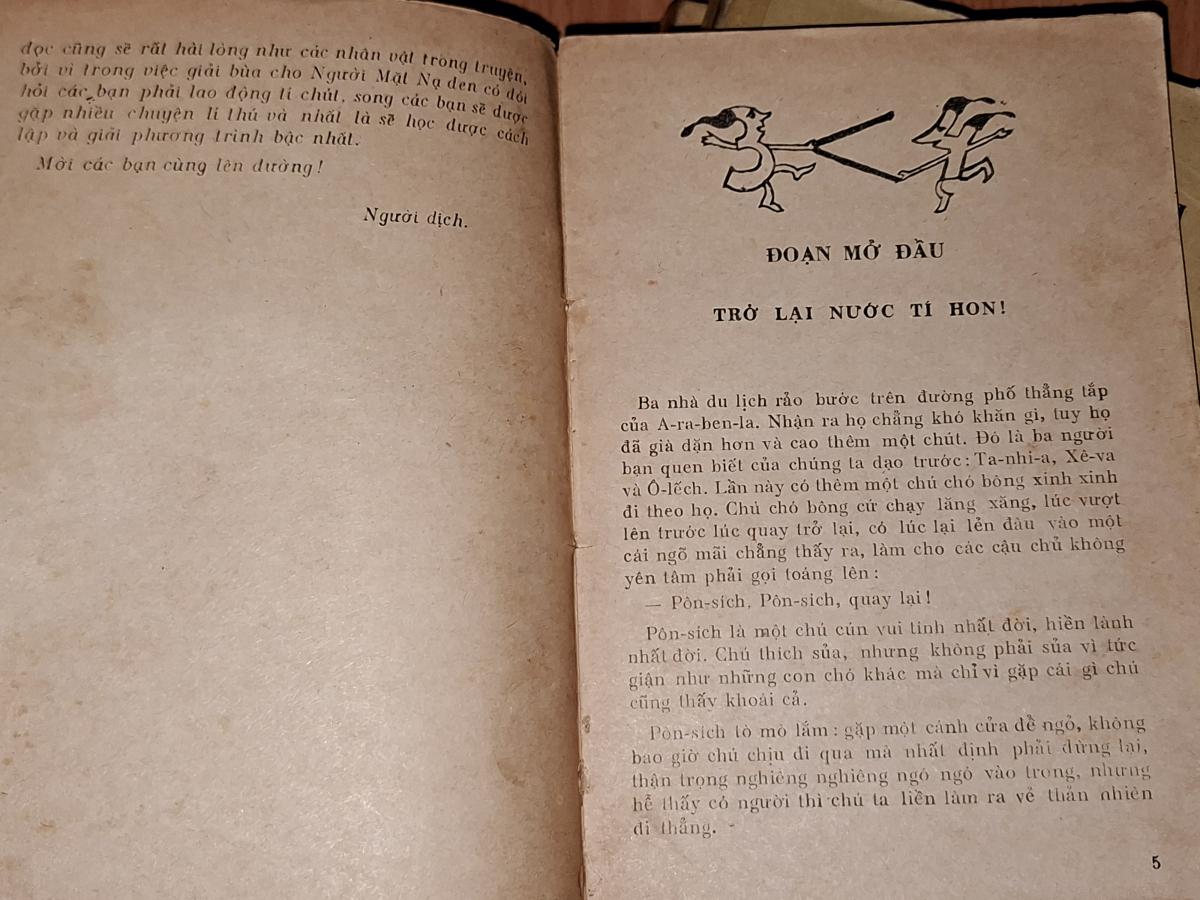 đọc cũng sẽ rất hài lòng như các nhân vật trong truyện,
bởi vì trong việc giải bùa cho Người Mặt Nạ đen có đòi
hỏi các bạn phải lao động tí chút, song các bạn sẽ được
gặp nhiều chuyện lí thú và nhất là sẽ học được cách
lập và giải phương trình bậc nhất.
Mời các bạn cùng lên đường!
Người dịch.
ĐOẠN MỞ ĐẦU
TRỞ LẠI NƯỚC TÍ HON!
Ba nhà du lịch rảo bước trên đường phố thẳng tắp
của A-ra-ben-la. Nhận ra họ chẳng khó khăn gì, tuy họ
đã già dặn hơn và cao thêm một chút. Đó là ba người
bạn quen biết của chúng ta dạo trước: Ta-nhi-a, Xê-va
và Ô-lếch. Lần này có thêm một chú chó bông xinh xinh
đi theo họ. Chú chó bông cứ chạy lăng xăng, lúc vượt
lên trước lúc quay trở lại, có lúc lại lẻn đầu vào một
cái ngõ mãi chẳng thấy ra, làm cho các cậu chủ không
yên tâm phải gọi toáng lên:
— Pôn-sích, Pôn-sich, quay lại!
Pôn-sich là một chú cún vui tính nhất đời, hiền lành
nhất đời. Chú thích sủa, nhưng không phải sủa vì tức
giận như những con chó khác mà chỉ vì gặp cái gì chú
cũng thấy khoái cả.
Pôn-sich tò mò lắm: gặp một cánh cửa để ngỏ, không
bao giờ chú chịu đi qua mà nhất định phải dừng lại,
thận trọng nghiêng nghiêng ngó ngó vào trong, nhưng
hễ thấy có người thì chú ta liền làm ra vẻ thản nhiên
đi thẳng.
5